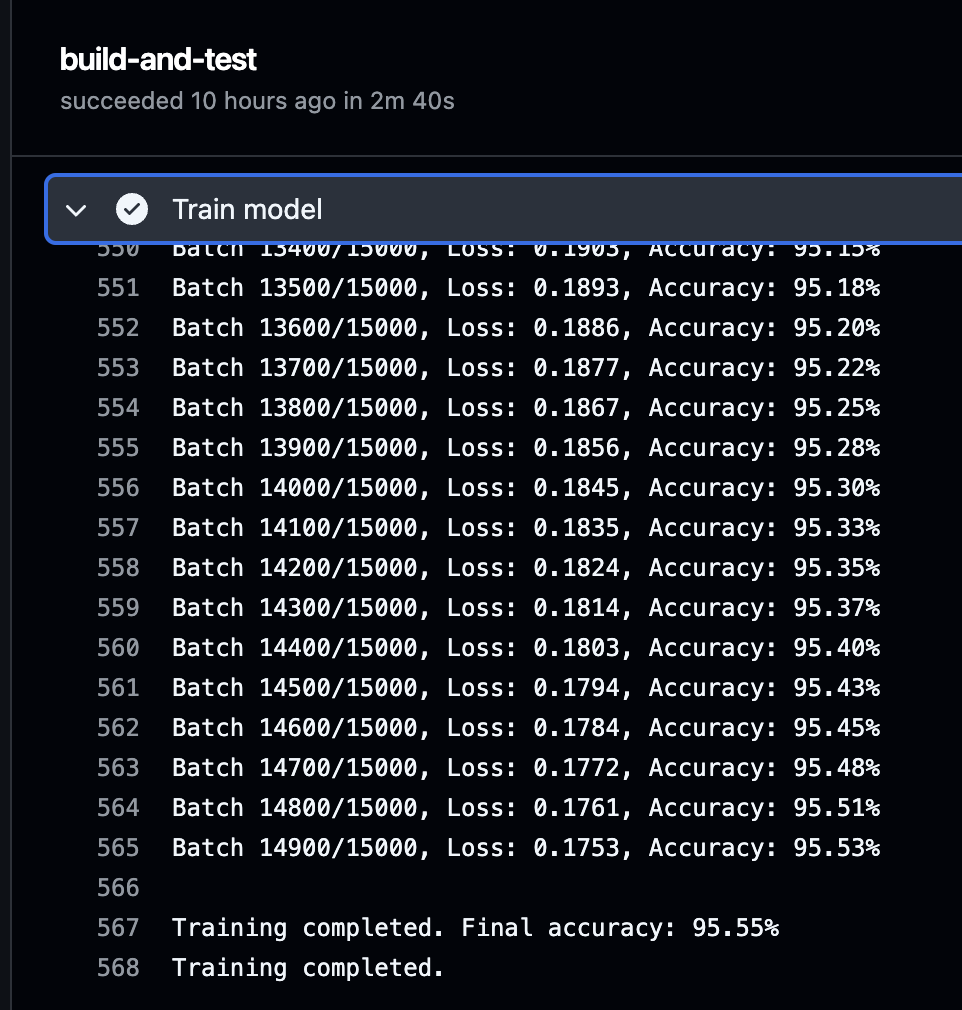 build-and-test
succeeded 10 hours ago in 2m 40s
Train model
550 Batch 13400/15000, Loss: 0.1903, Accuracy: 95.15%
551 Batch 13500/15000, Loss: 0.1893, Accuracy: 95.18%
552 Batch 13600/15000, Loss: 0.1886, Accuracy: 95.20%
553 Batch 13700/15000, Loss: 0.1877, Accuracy: 95.22%
554 Batch 13800/15000, Loss: 0.1867, Accuracy: 95.25%
555 Batch 13900/15000, Loss: 0.1856, Accuracy: 95.28%
556 Batch 14000/15000, Loss: 0.1845, Accuracy: 95.30%
557 Batch 14100/15000, Loss: 0.1835, Accuracy: 95.33%
558 Batch 14200/15000, Loss: 0.1824, Accuracy: 95.35%
559 Batch 14300/15000, Loss: 0.1814, Accuracy: 95.37%
560 Batch 14400/15000, Loss: 0.1803, Accuracy: 95.40%
561 Batch 14500/15000, Loss: 0.1794, Accuracy: 95.43%
562 Batch 14600/15000, Loss: 0.1784, Accuracy: 95.45%
563 Batch 14700/15000, Loss: 0.1772, Accuracy: 95.48%
564 Batch 14800/15000, Loss: 0.1761, Accuracy: 95.51%
565 Batch 14900/15000, Loss: 0.1753, Accuracy: 95.53%
566
567 Training completed. Final accuracy: 95.55%
568 Training completed.